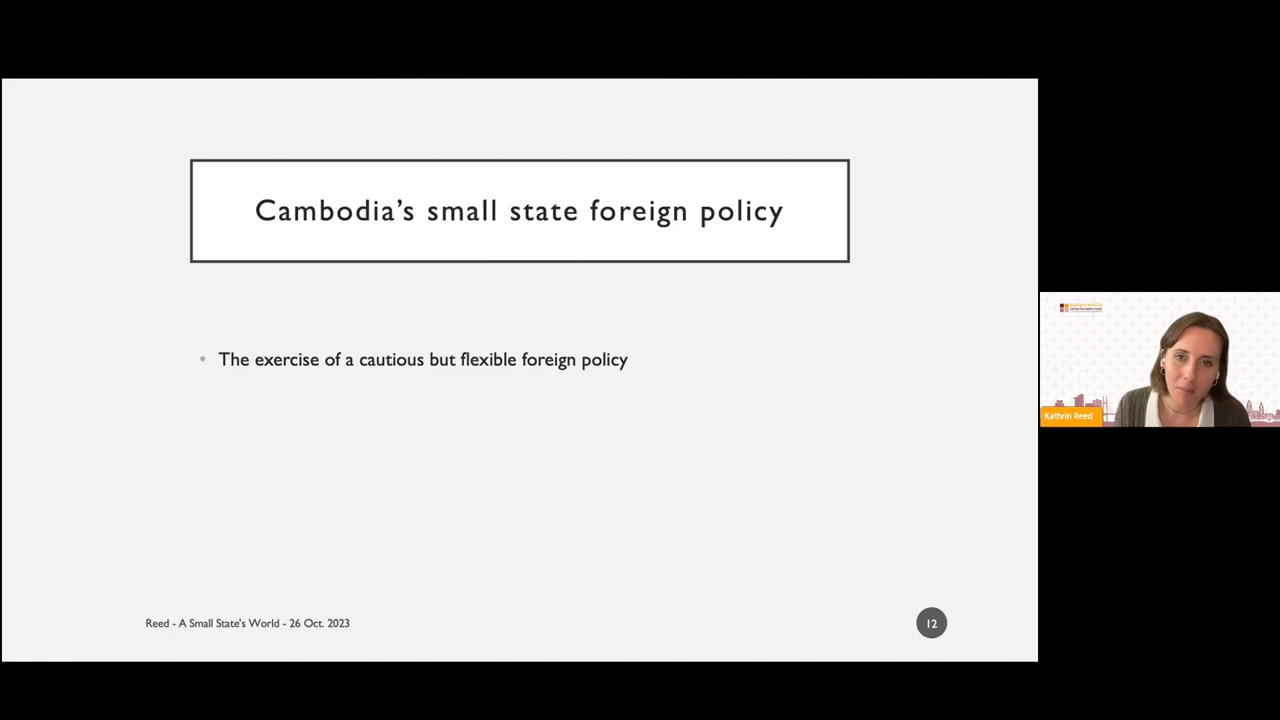 Cambodia’s small state foreign policy
• The exercise of a cautious but flexible foreign policy
Reed - A Small State's World - 26 Oct. 2023
12
Kathrin Reed